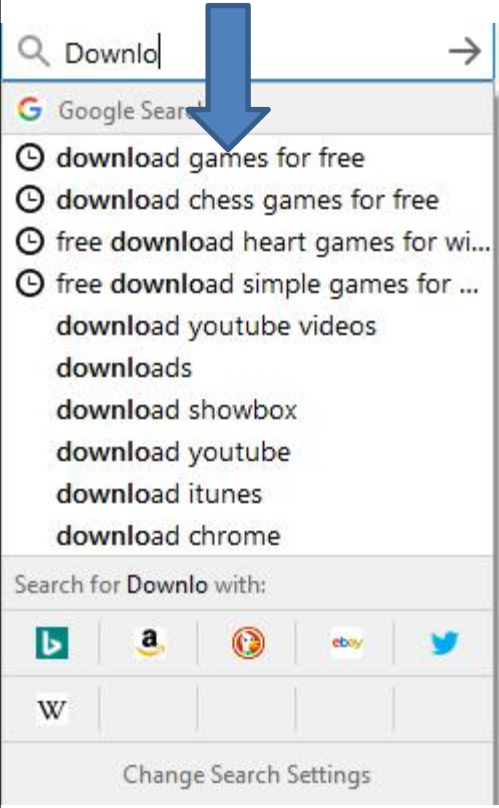 Downlo
Google Sear
download games for free
download chess games for free
free download heart games for wi...
free download simple games for ...
download youtube videos
downloads
download showbox
download youtube
download itunes
download chrome
Search for Downlo with:
b a ebay
W
Change Search Settings